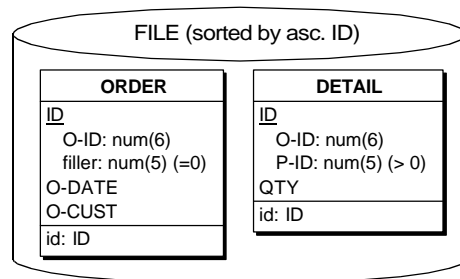 FILE (sorted by asc. ID)
ORDER
ID
O-ID: num(6)
filler: num(5) (=0)
O-DATE
O-CUST
id: ID
DETAIL
ID
O-ID: num(6)
P-ID: num(5) (> 0)
QTY
id: ID